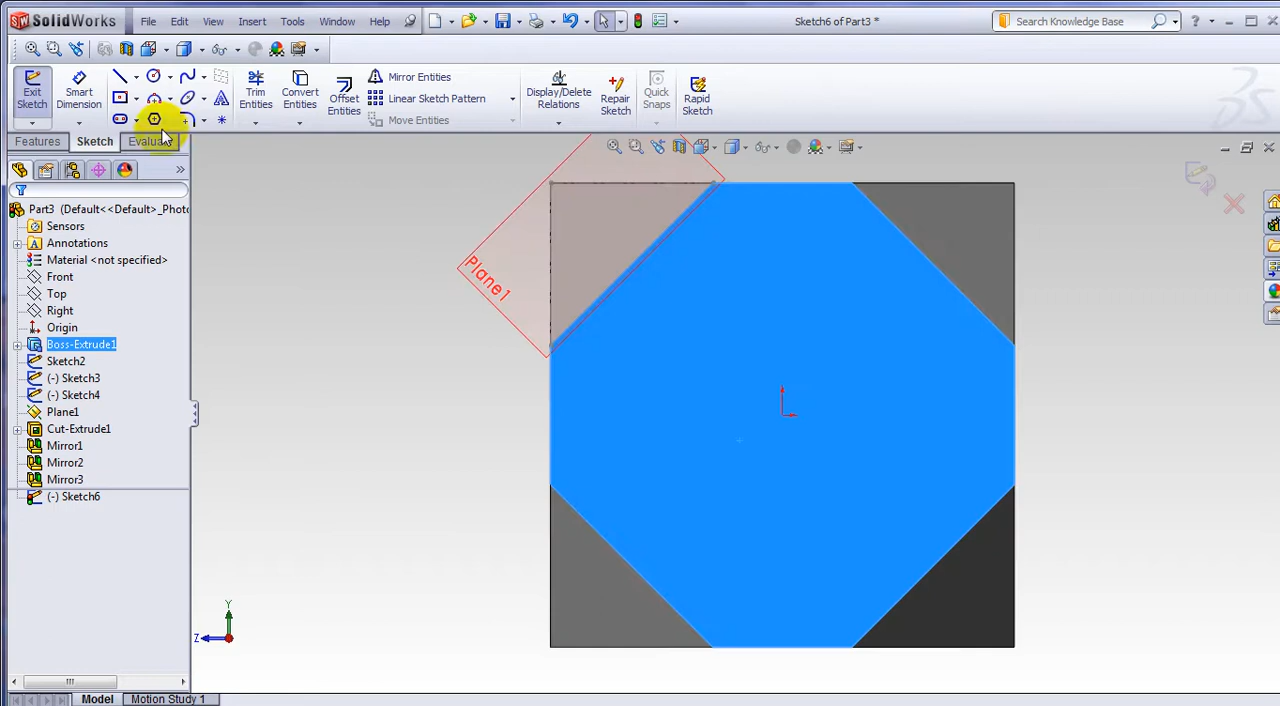 SolidWorks File Edit View Insert Tools Window Help Sketch6 of Part3 * Search Knowledge Base
Exit Sketch
Smart Dimension
Trim Entities
Convert Entities
Offset Entities
Mirror Entities
Linear Sketch Pattern
Move Entities
Display/Delete Relations
Repair Sketch
Quick Snaps
Rapid Sketch
Features Sketch Evaluate
Part3 (Default<<Default>_Photo
Sensors
Annotations
Material <not specified>
Front
Top
Right
Origin
Boss-Extrude1
Sketch2
(-) Sketch3
(-) Sketch4
Plane1
Cut-Extrude1
Mirror1
Mirror2
Mirror3
(-) Sketch6
Plane1
Y
Z
Model Motion Study 1